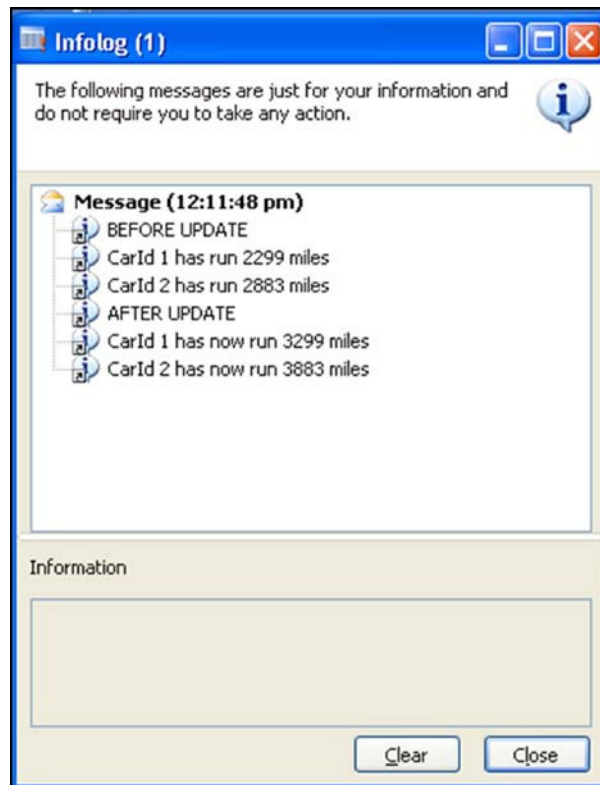 Infolog (1)
The following messages are just for your information and
do not require you to take any action.
Message (12:11:48 pm)
BEFORE UPDATE
CarId 1 has run 2299 miles
CarId 2 has run 2883 miles
AFTER UPDATE
CarId 1 has now run 3299 miles
CarId 2 has now run 3883 miles
Information
Clear
Close